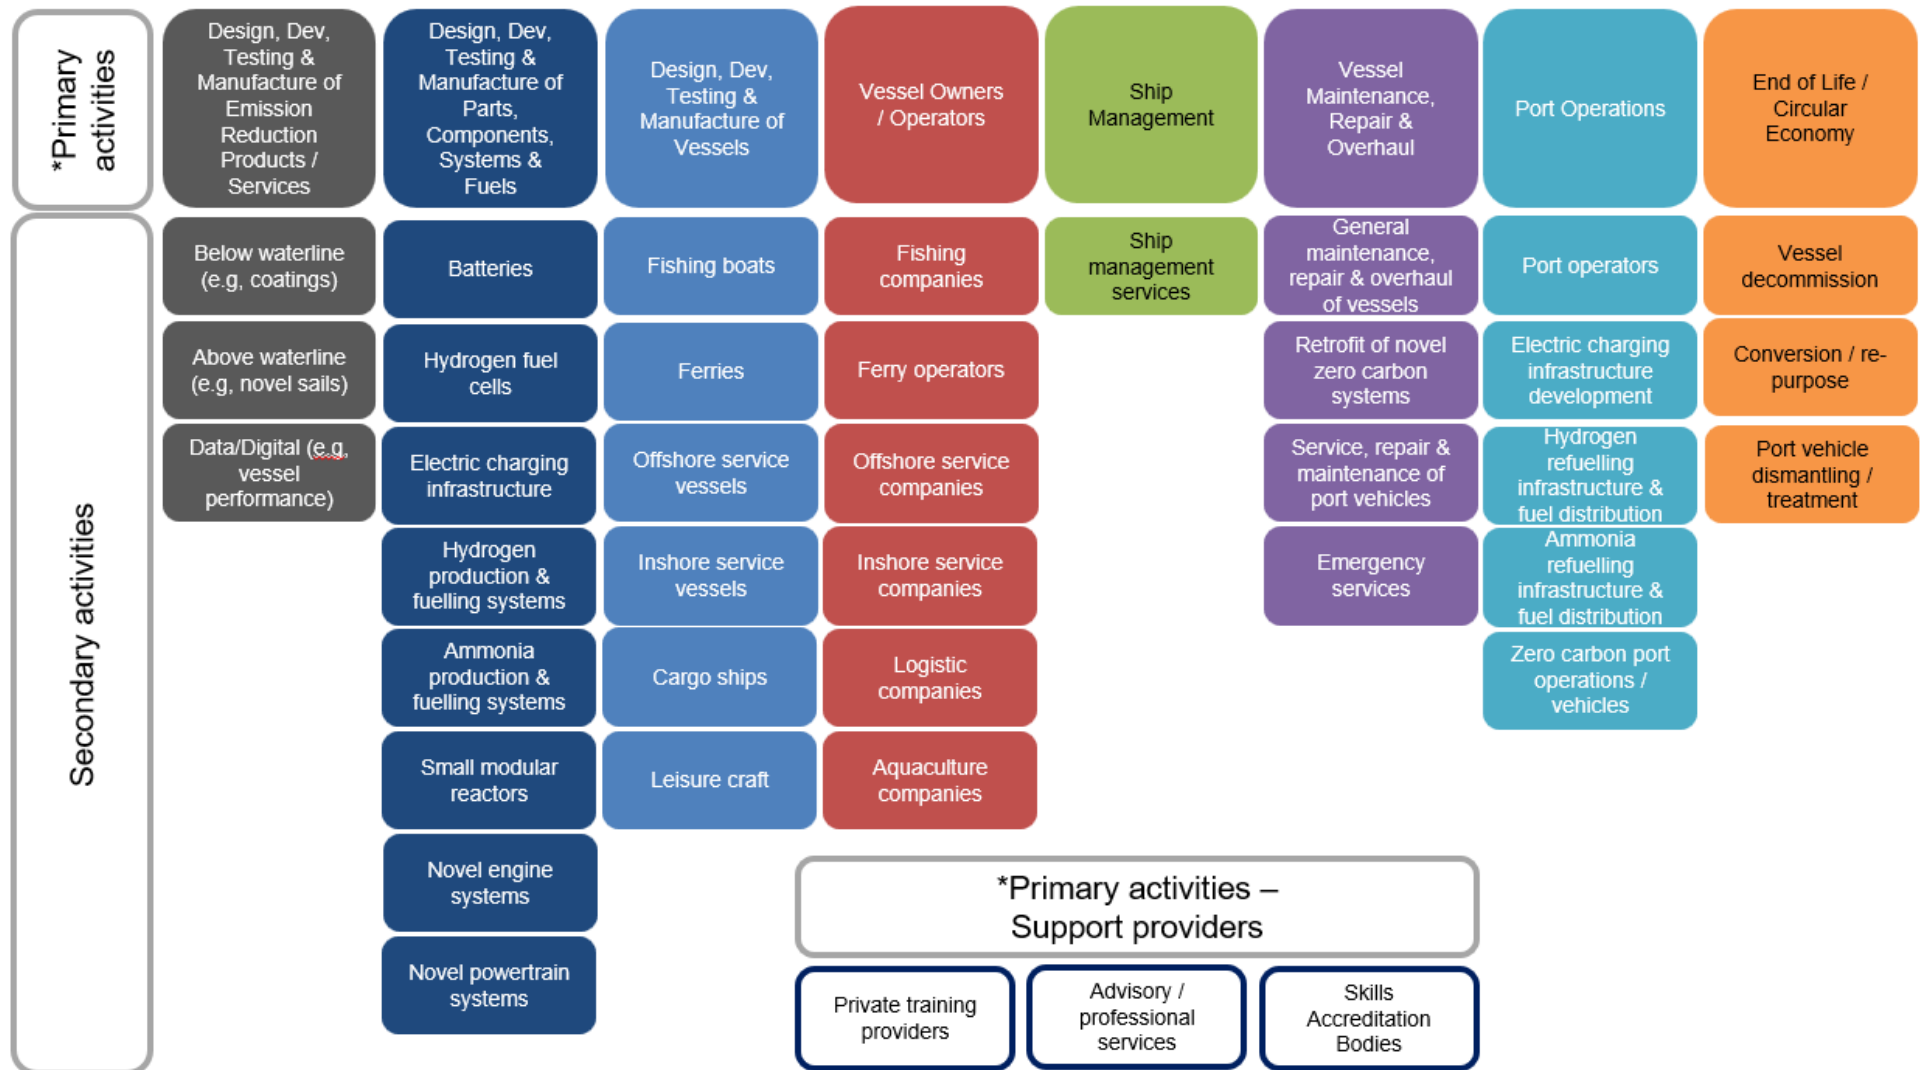 *Primary
activities
Design, Dev,
Testing &
Manufacture of
Emission
Reduction
Products /
Services
Design, Dev,
Testing &
Manufacture of
Parts,
Components,
Systems &
Fuels
Design, Dev,
Testing &
Manufacture of
Vessels
Vessel Owners
/ Operators
Ship
Management
Vessel
Maintenance,
Repair &
Overhaul
Port Operations
End of Life /
Circular
Economy
Secondary activities
Below waterline
(e.g, coatings)
Above waterline
(e.g, novel sails)
Data/Digital (e.g,
vessel
performance)
Batteries
Hydrogen fuel
cells
Electric charging
infrastructure
Hydrogen
production &
fuelling systems
Ammonia
production &
fuelling systems
Small modular
reactors
Novel engine
systems
Novel powertrain
systems
Fishing boats
Ferries
Offshore service
vessels
Inshore service
vessels
Cargo ships
Leisure craft
Fishing
companies
Ferry operators
Offshore service
companies
Inshore service
companies
Logistic
companies
Aquaculture
companies
Ship
management
services
General
maintenance,
repair & overhaul
of vessels
Retrofit of novel
zero carbon
systems
Service, repair &
maintenance of
port vehicles
Emergency
services
Port operators
Electric charging
infrastructure
development
Hydrogen
refuelling
infrastructure &
fuel distribution
Ammonia
refuelling
infrastructure &
fuel distribution
Zero carbon port
operations /
vehicles
Vessel
decommission
Conversion / re-
purpose
Port vehicle
dismantling /
treatment
*Primary activities –
Support providers
Private training
providers
Advisory /
professional
services
Skills
Accreditation
Bodies